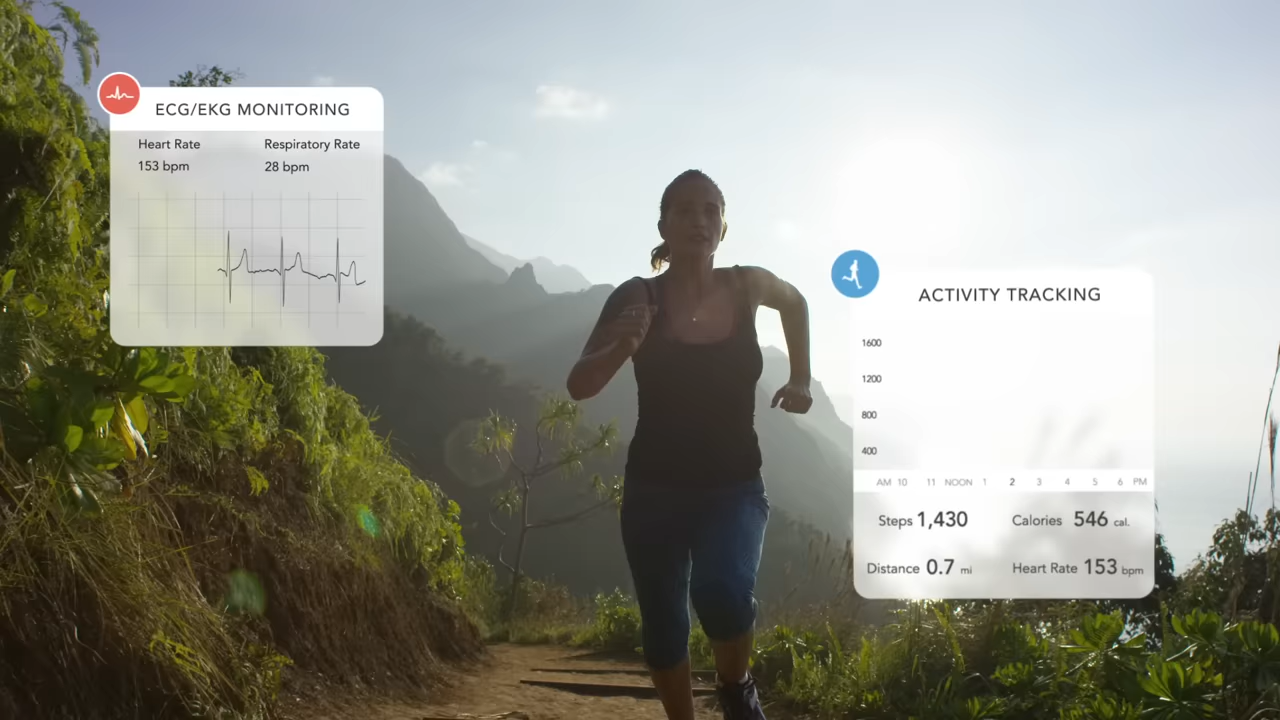 ECG/EKG MONITORING
Heart Rate Respiratory Rate
153 bpm 28 bpm
ACTIVITY TRACKING
1600
1200
800
400
AM 10 11 NOON 1 2 3 4 5 6 PM
Steps 1,430 Calories 546 cal.
Distance 0.7 mi Heart Rate 153 bpm